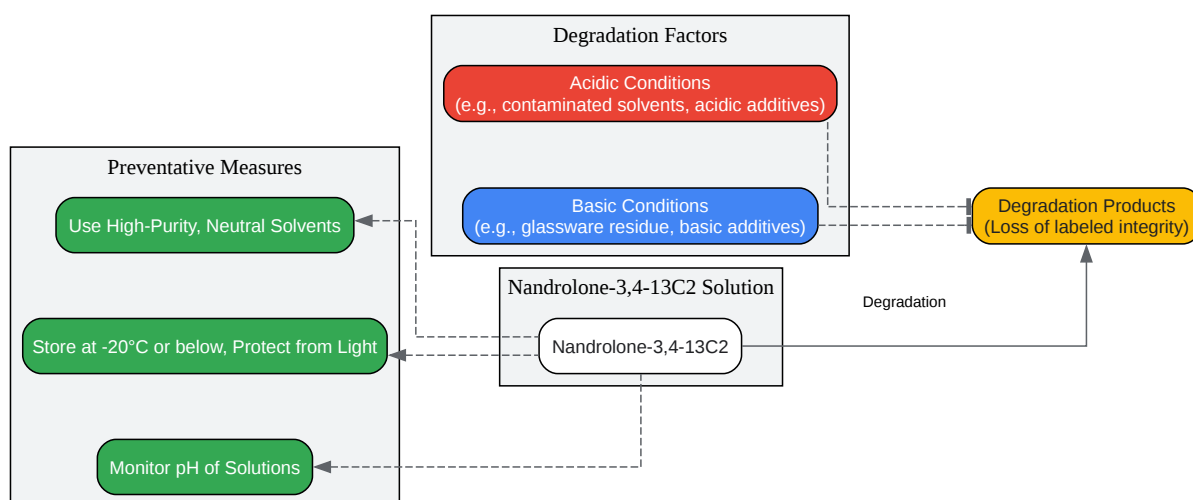 Degradation Factors
Acidic Conditions
(e.g., contaminated solvents, acidic additives)
Basic Conditions
(e.g., glassware residue, basic additives)
Preventative Measures
Use High-Purity, Neutral Solvents
Store at -20°C or below, Protect from Light
Monitor pH of Solutions
Nandrolone-3,4-13C2 Solution
Nandrolone-3,4-13C2
Degradation
Degradation Products
(Loss of labeled integrity)